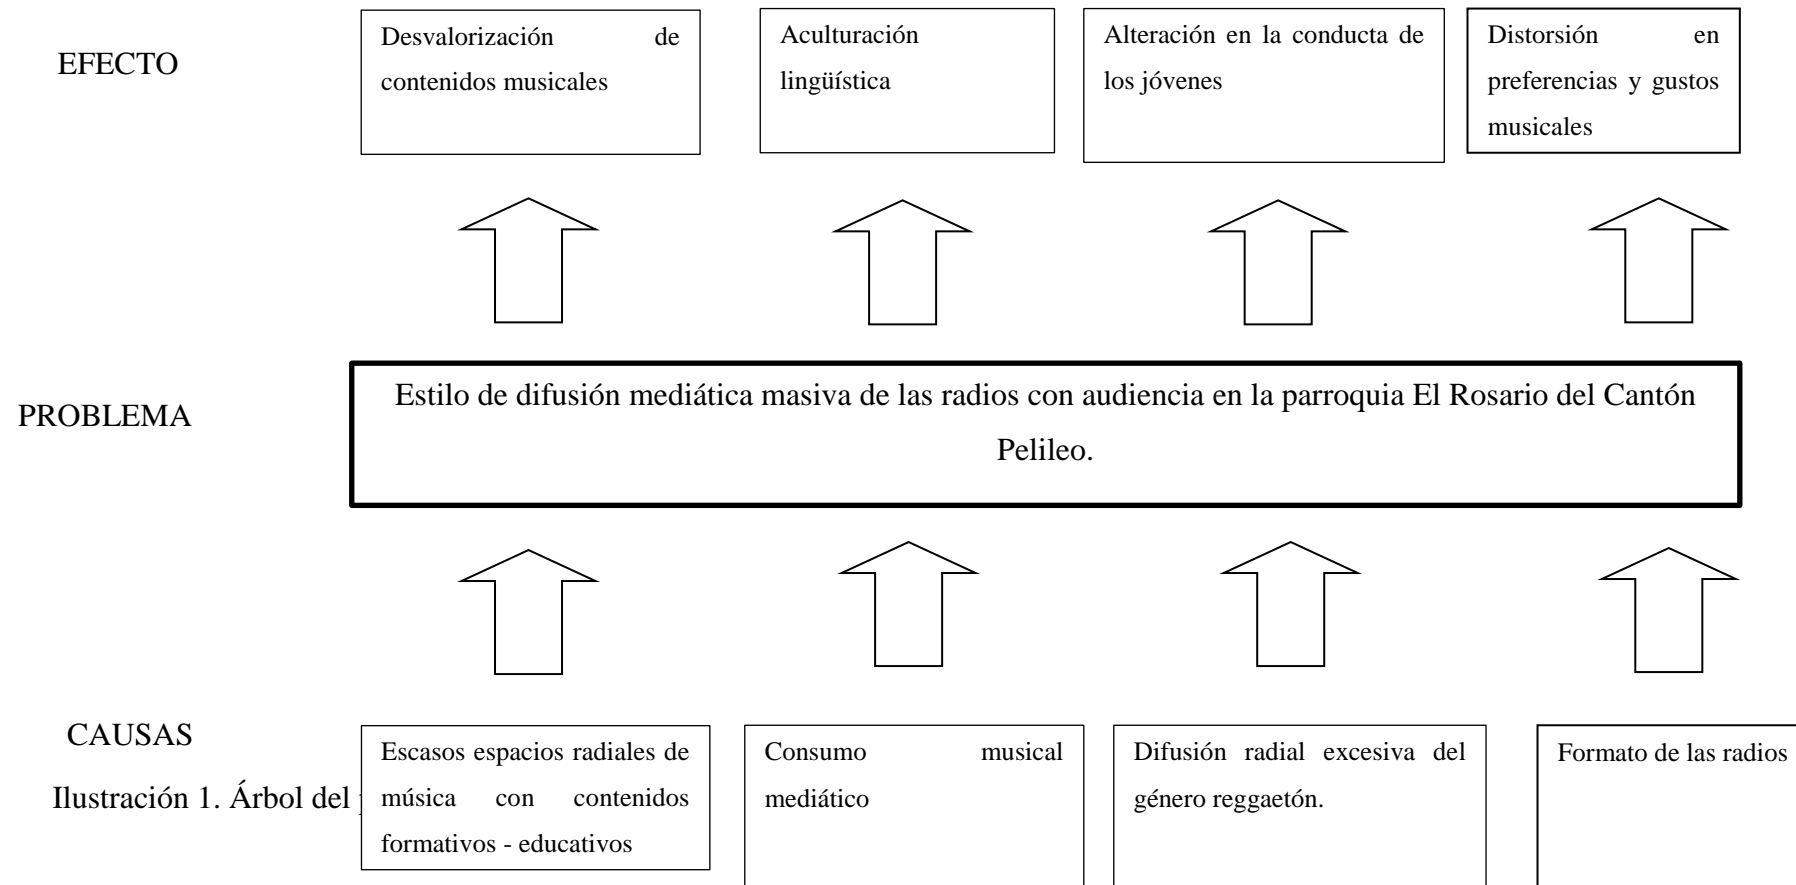 EFECTO
Desvalorización de
contenidos musicales
Aculturación
lingüística
Alteración en la conducta de
los jóvenes
Distorsión en
preferencias y gustos
musicales
PROBLEMA
Estilo de difusión mediática masiva de las radios con audiencia en la parroquia El Rosario del Cantón
Pelileo.
CAUSAS
Escasos espacios radiales de
música con contenidos
formativos - educativos
Consumo musical
mediático
Difusión radial excesiva del
género reggaetón.
Formato de las radios
Ilustración 1. Árbol del